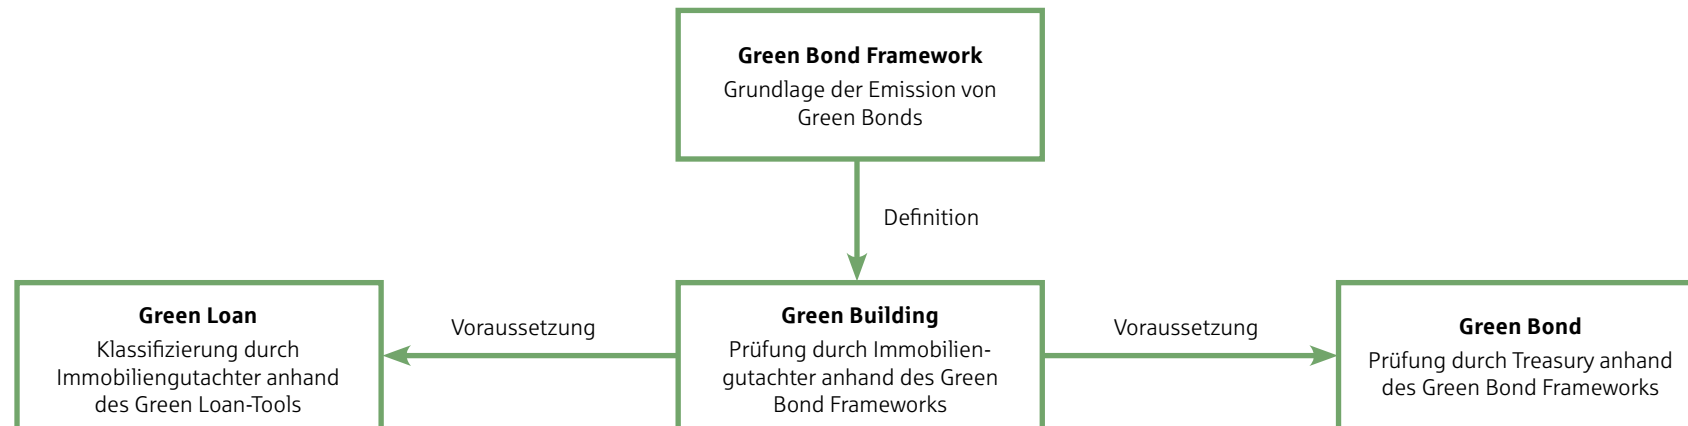 Green Bond Framework
Grundlage der Emission von
Green Bonds
Definition
Green Loan
Klassifizierung durch
Immobiliengutachter anhand
des Green Loan-Tools
Voraussetzung
Green Building
Prüfung durch Immobilien-
gutachter anhand des Green
Bond Frameworks
Voraussetzung
Green Bond
Prüfung durch Treasury anhand
des Green Bond Frameworks